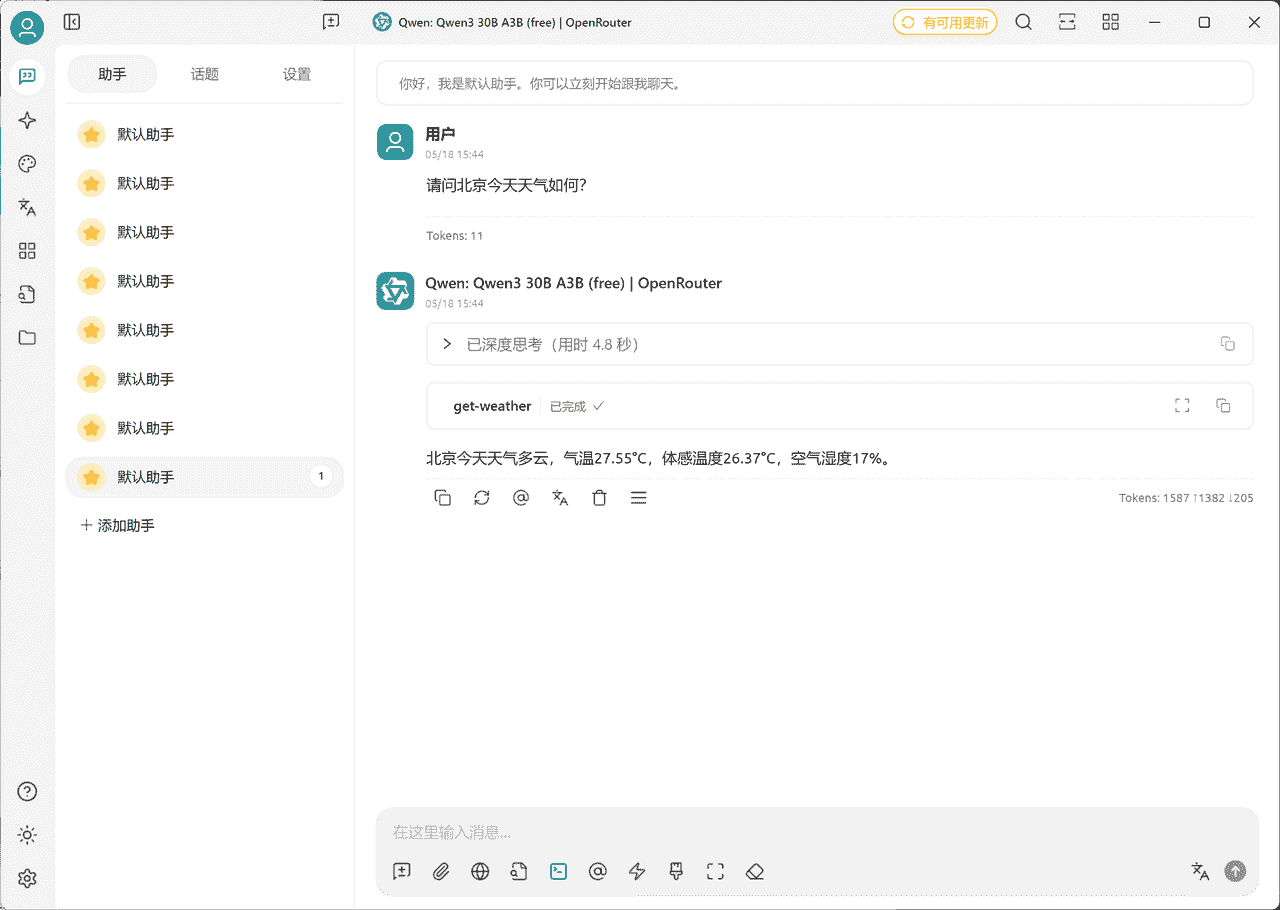 Qwen: Qwen3 30B A3B (free) | OpenRouter
有可用更新
助手 话题 设置
默认助手
默认助手
默认助手
默认助手
默认助手
默认助手
默认助手
默认助手 1
添加助手
你好，我是默认助手。你可以立刻开始跟我聊天。
用户
05/18 15:44
请问北京今天天气如何？
Tokens: 11
Qwen: Qwen3 30B A3B (free) | OpenRouter
05/18 15:44
已深度思考（用时 4.8 秒）
get-weather 已完成
北京今天天气多云，气温27.55°C，体感温度26.37°C，空气湿度17%。
Tokens: 1587 ↑1382 ↓205
在这里输入消息...